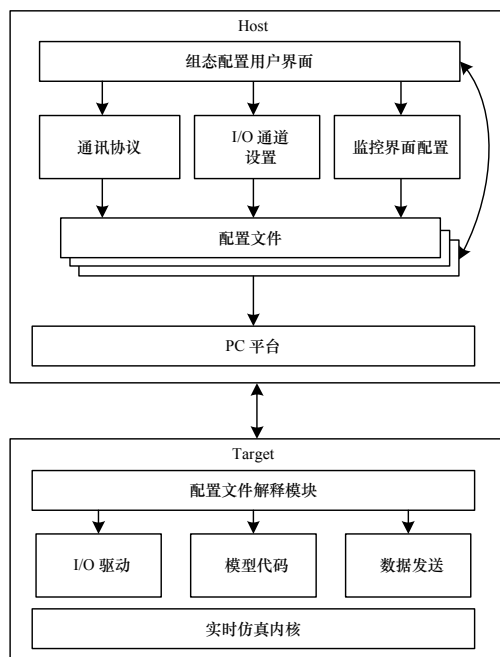 Host
组态配置用户界面
通讯协议
I/O 通道
设置
监控界面配置
配置文件
PC 平台
Target
配置文件解释模块
I/O 驱动
模型代码
数据发送
实时仿真内核